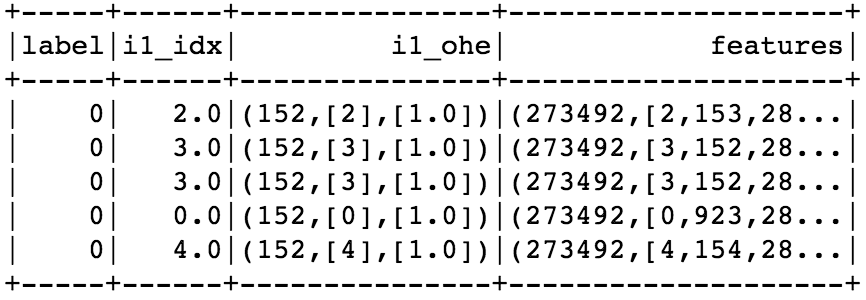 +-----+------+---------------+--------------------+
|label|i1_idx|         i1_ohe|            features|
+-----+------+---------------+--------------------+
|    0|   2.0|(152,[2],[1.0])|(273492,[2,153,28...|
|    0|   3.0|(152,[3],[1.0])|(273492,[3,152,28...|
|    0|   3.0|(152,[3],[1.0])|(273492,[3,152,28...|
|    0|   0.0|(152,[0],[1.0])|(273492,[0,923,28...|
|    0|   4.0|(152,[4],[1.0])|(273492,[4,154,28...|
+-----+------+---------------+--------------------+